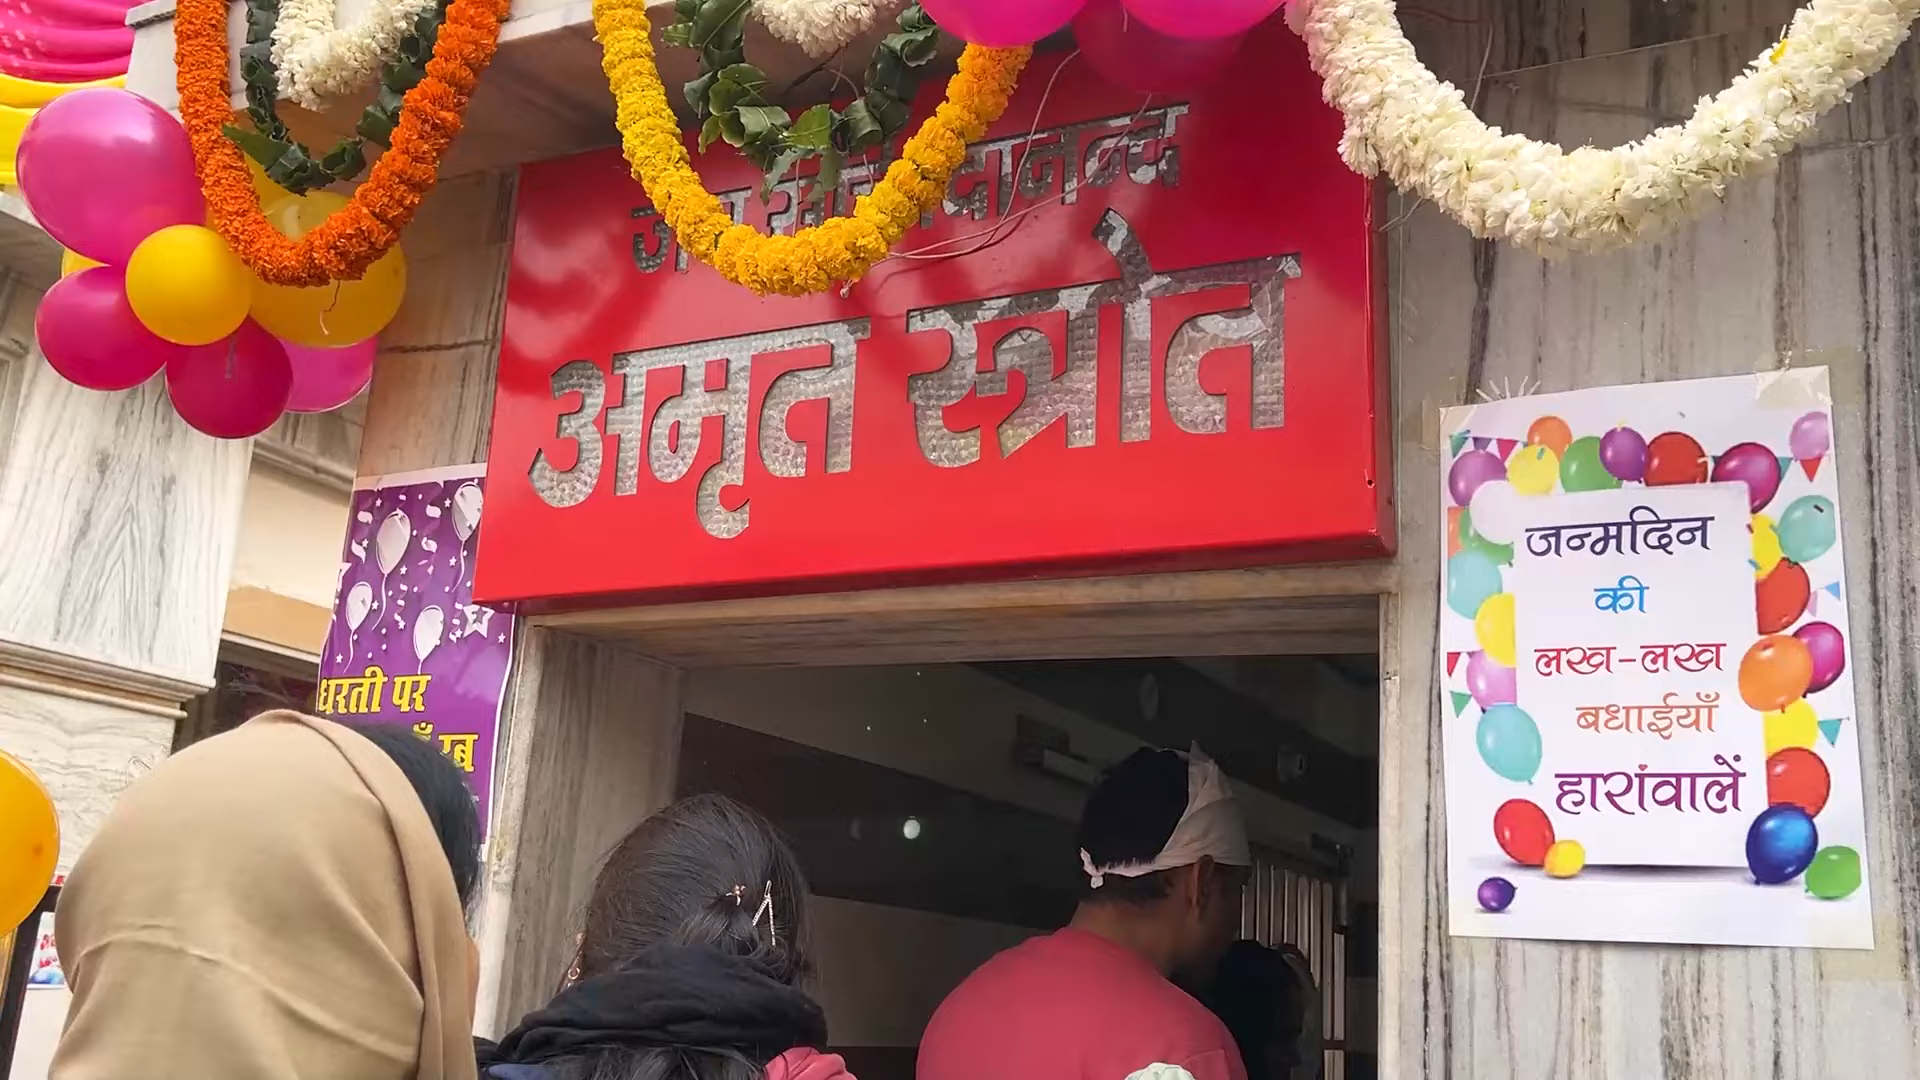 अमृत स्त्रोत
धरती पर
जन्मदिन
की
लख-लख
बधाईयाँ
हारांवालें